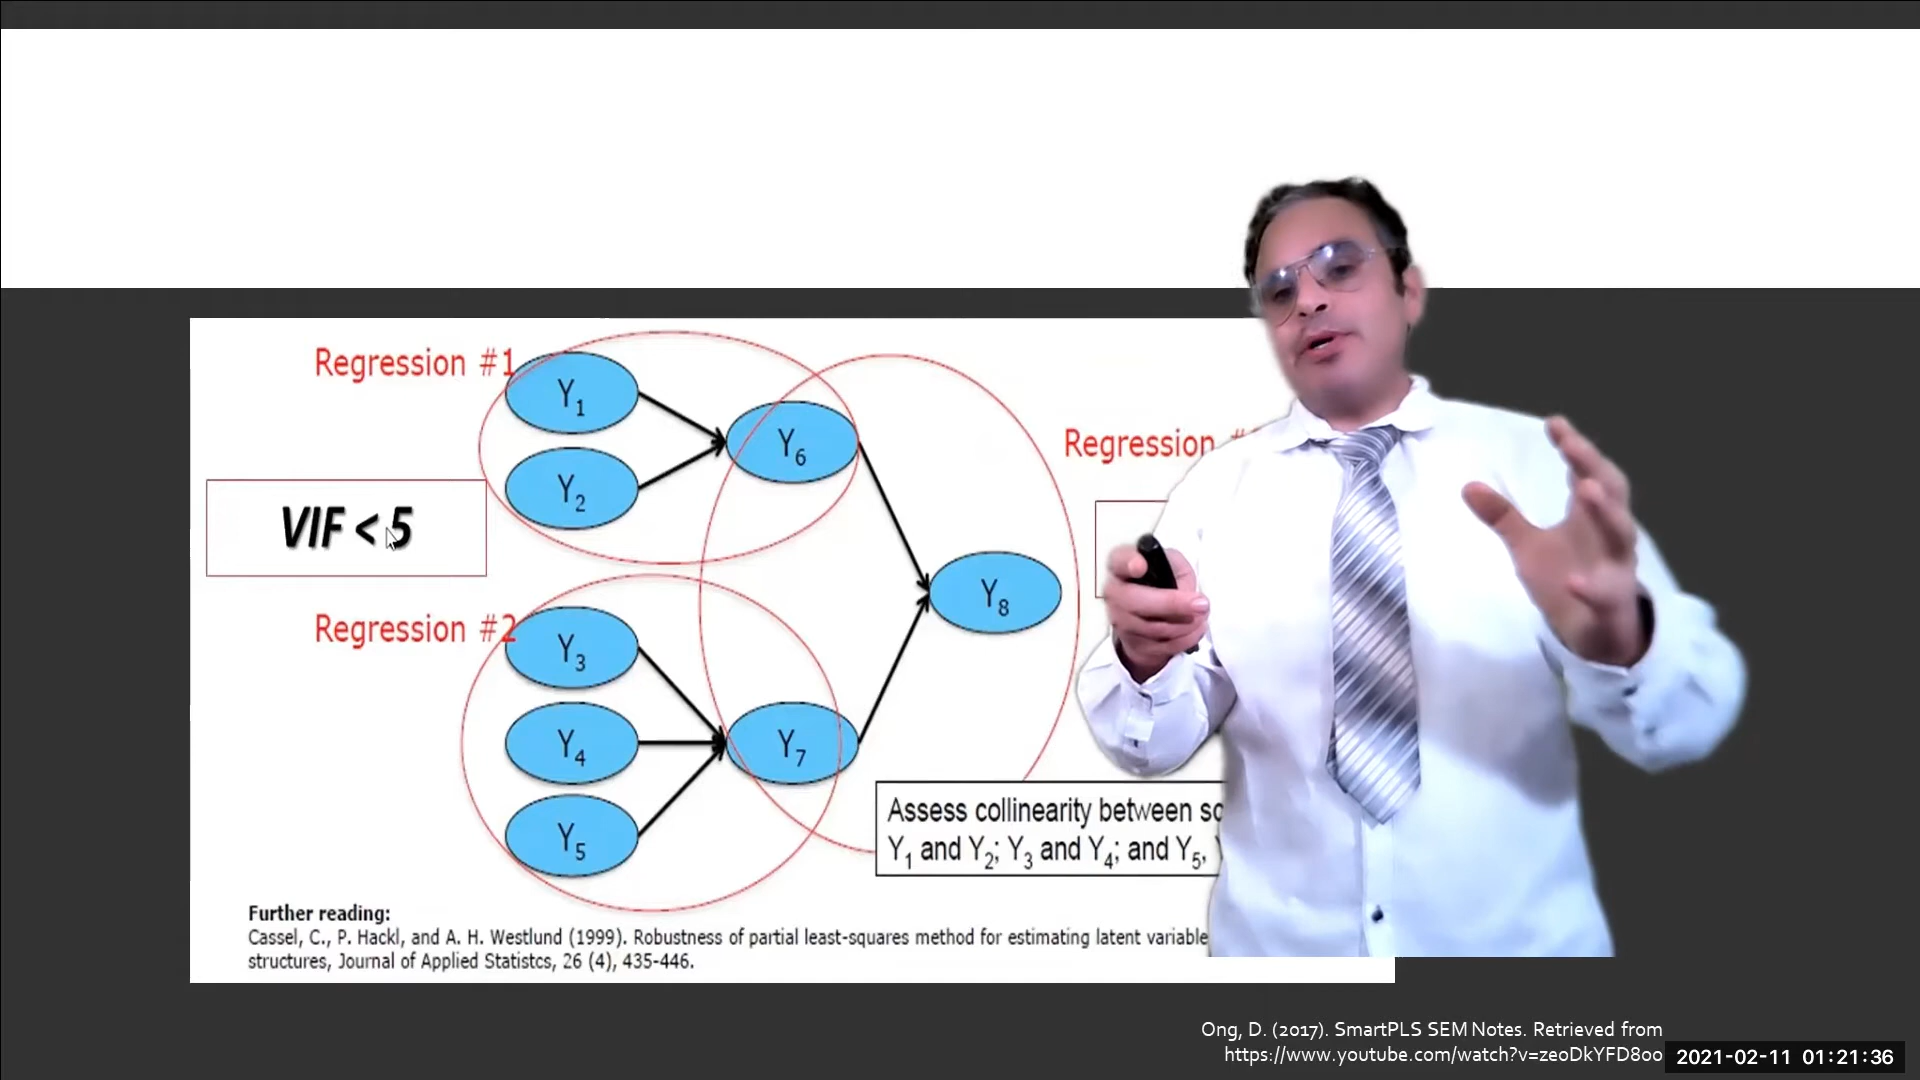 Regression #1
Y1
Y6
Y2
Regression
VIF < 5
Y8
Regression #2
Y3
Y4
Y7
Y5
Assess collinearity between
Y1 and Y2; Y3 and Y4; and Y5,
Further reading:
Cassel, C., P. Hackl, and A. H. Westlund (1999). Robustness of partial least-squares method for estimating latent variable
structures, Journal of Applied Statistcs, 26 (4), 435-446.
Ong, D. (2017). SmartPLS SEM Notes. Retrieved from
https://www.youtube.com/watch?v=zeoDkYFD8oo
2021-02-11 01:21:36